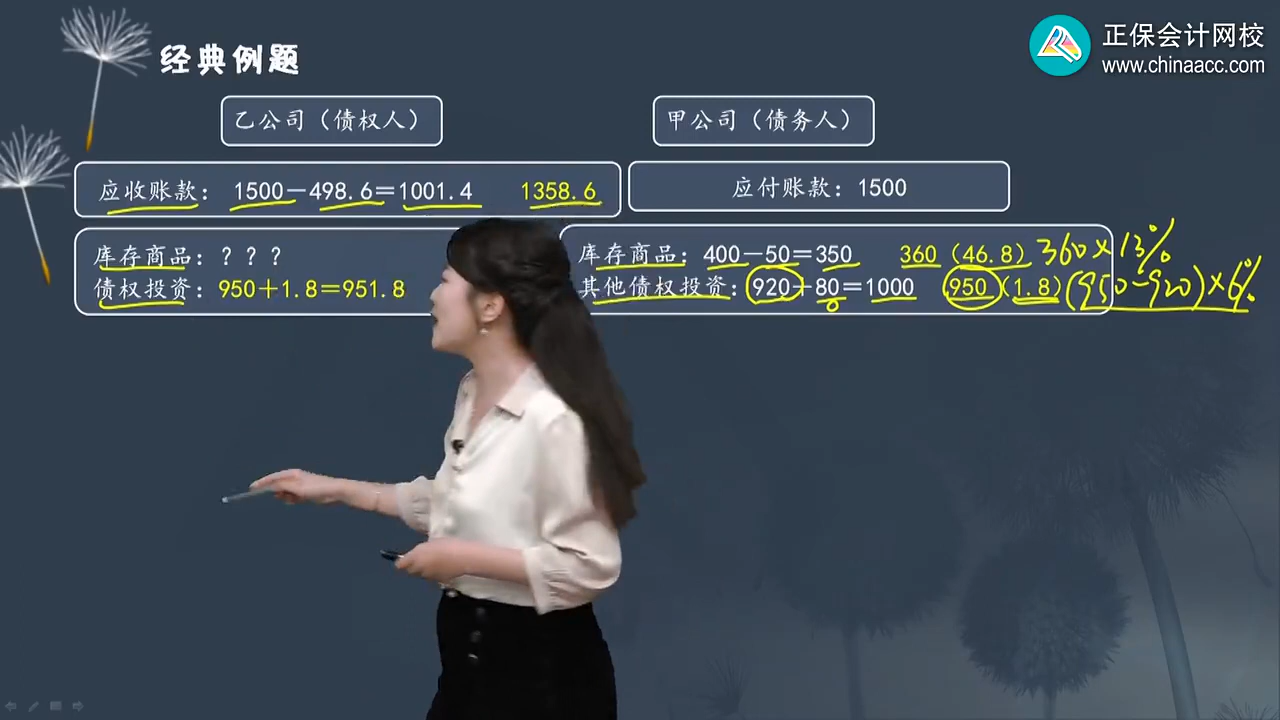 经典例题
正保会计网校
www.chinaacc.com
乙公司（债权人）
甲公司（债务人）
应收账款：1500－498.6＝1001.4 1358.6
应付账款：1500
库存商品：？？？
债权投资：950＋1.8＝951.8
库存商品：400－50＝350 360（46.8）360×13%
其他债权投资：920＋80＝1000 950（1.8）(950-920)×6%